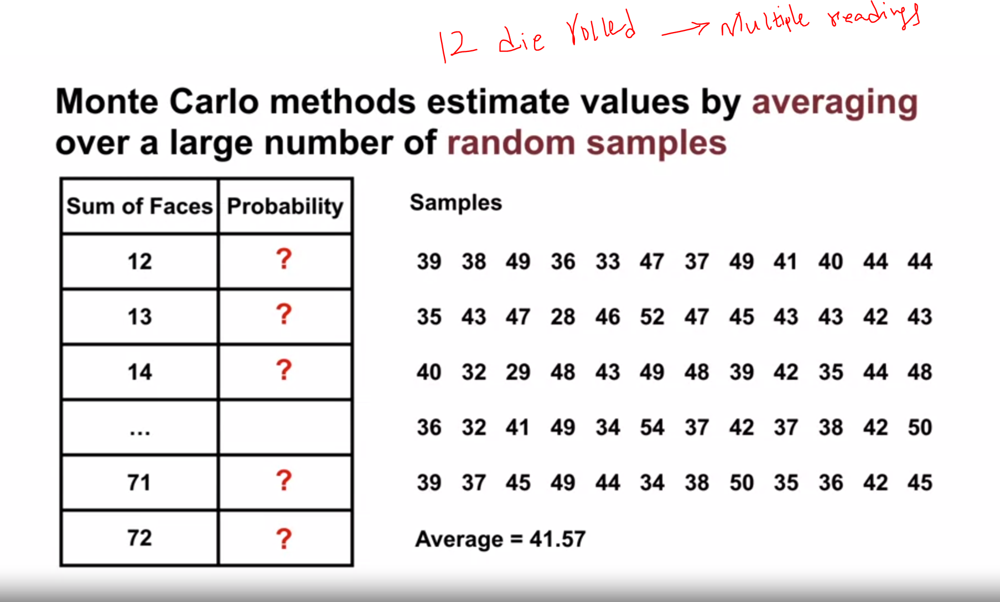 12 die rolled → Multiple readings
Monte Carlo methods estimate values by averaging
over a large number of random samples
Sum of Faces Probability
12 ?
13 ?
14 ?
...
71 ?
72 ?
Samples
39 38 49 36 33 47 37 49 41 40 44 44
35 43 47 28 46 52 47 45 43 43 42 43
40 32 29 48 43 49 48 39 42 35 44 48
36 32 41 49 34 54 37 42 37 38 42 50
39 37 45 49 44 34 38 50 35 36 42 45
Average = 41.57